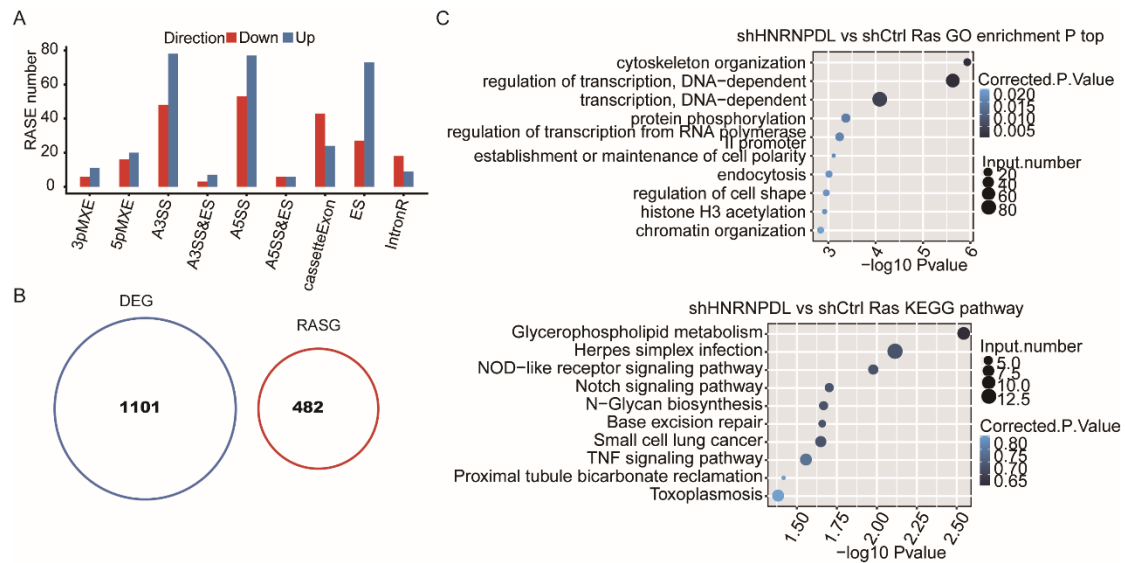 A
Direction Down Up
RASE number
80
60
40
20
0
3pMXE
5pMXE
A3SS
A3SS&ES
A5SS
A5SS&ES
cassetteExon
ES
IntronR
B
DEG
RASG
1101
482
C
shHNRNPDL vs shCtrl Ras GO enrichment P top
cytoskeleton organization
regulation of transcription, DNA−dependent
transcription, DNA−dependent
protein phosphorylation
regulation of transcription from RNA polymerase
II promoter
establishment or maintenance of cell polarity
endocytosis
regulation of cell shape
histone H3 acetylation
chromatin organization
3 4 5 6
−log10 Pvalue
Corrected.P.Value
0.020
0.015
0.010
0.005
Input.number
20
40
60
80
shHNRNPDL vs shCtrl Ras KEGG pathway
Glycerophospholipid metabolism
Herpes simplex infection
NOD−like receptor signaling pathway
Notch signaling pathway
N−Glycan biosynthesis
Base excision repair
Small cell lung cancer
TNF signaling pathway
Proximal tubule bicarbonate reclamation
Toxoplasmosis
1.50 1.75 2.00 2.25 2.50
−log10 Pvalue
Input.number
5.0
7.5
10.0
12.5
Corrected.P.Value
0.80
0.75
0.70
0.65